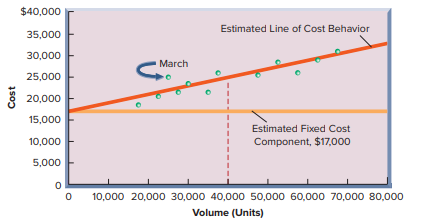 $40,000
35,000
30,000
25,000
20,000
15,000
10,000
5,000
0
Cost
Estimated Line of Cost Behavior
March
Estimated Fixed Cost
Component, $17,000
0 10,000 20,000 30,000 40,000 50,000 60,000 70,000 80,000
Volume (Units)